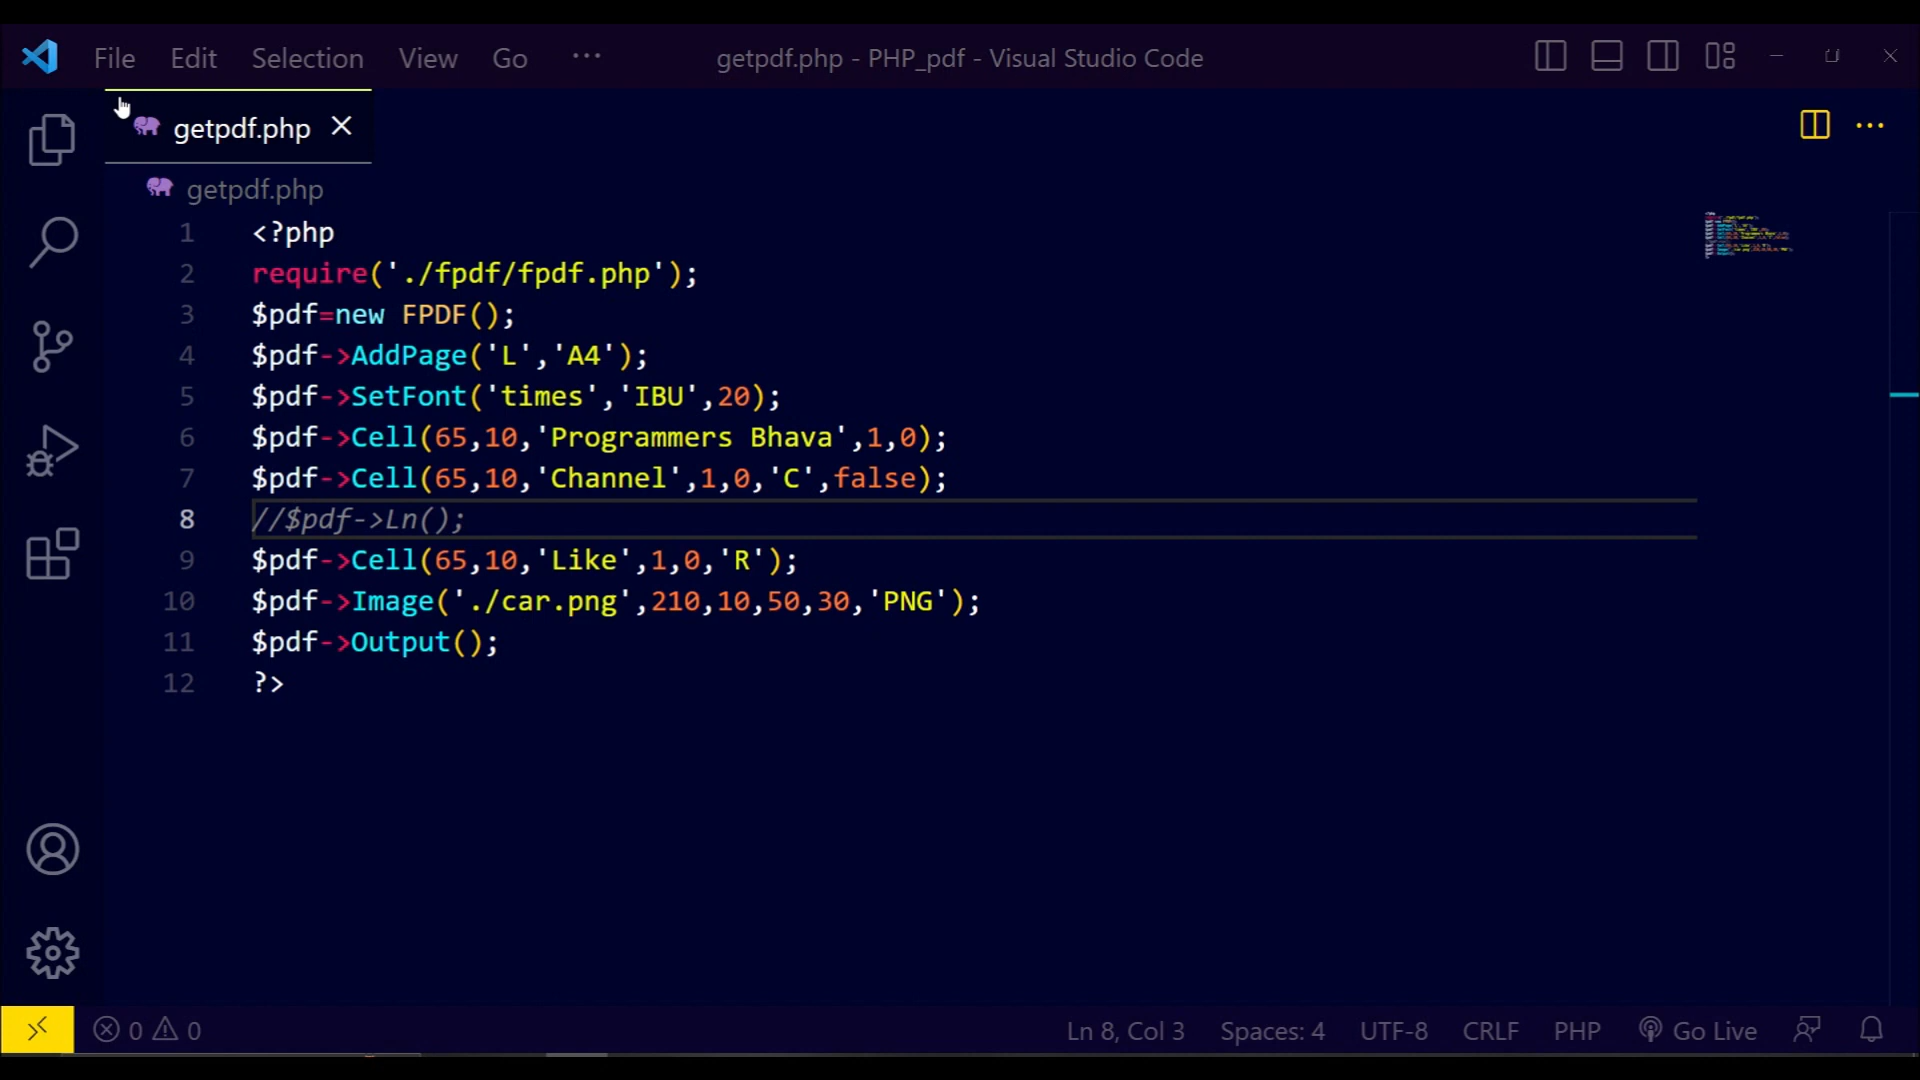 File Edit Selection View Go ··· getpdf.php - PHP_pdf - Visual Studio Code
getpdf.php
getpdf.php
1 <?php
2 require('./fpdf/fpdf.php');
3 $pdf=new FPDF();
4 $pdf->AddPage('L','A4');
5 $pdf->SetFont('times','IBU',20);
6 $pdf->Cell(65,10,'Programmers Bhava',1,0);
7 $pdf->Cell(65,10,'Channel',1,0,'C',false);
8 //$pdf->Ln();
9 $pdf->Cell(65,10,'Like',1,0,'R');
10 $pdf->Image('./car.png',210,10,50,30,'PNG');
11 $pdf->Output();
12 ?>
0 0 Ln 8, Col 3 Spaces: 4 UTF-8 CRLF PHP Go Live